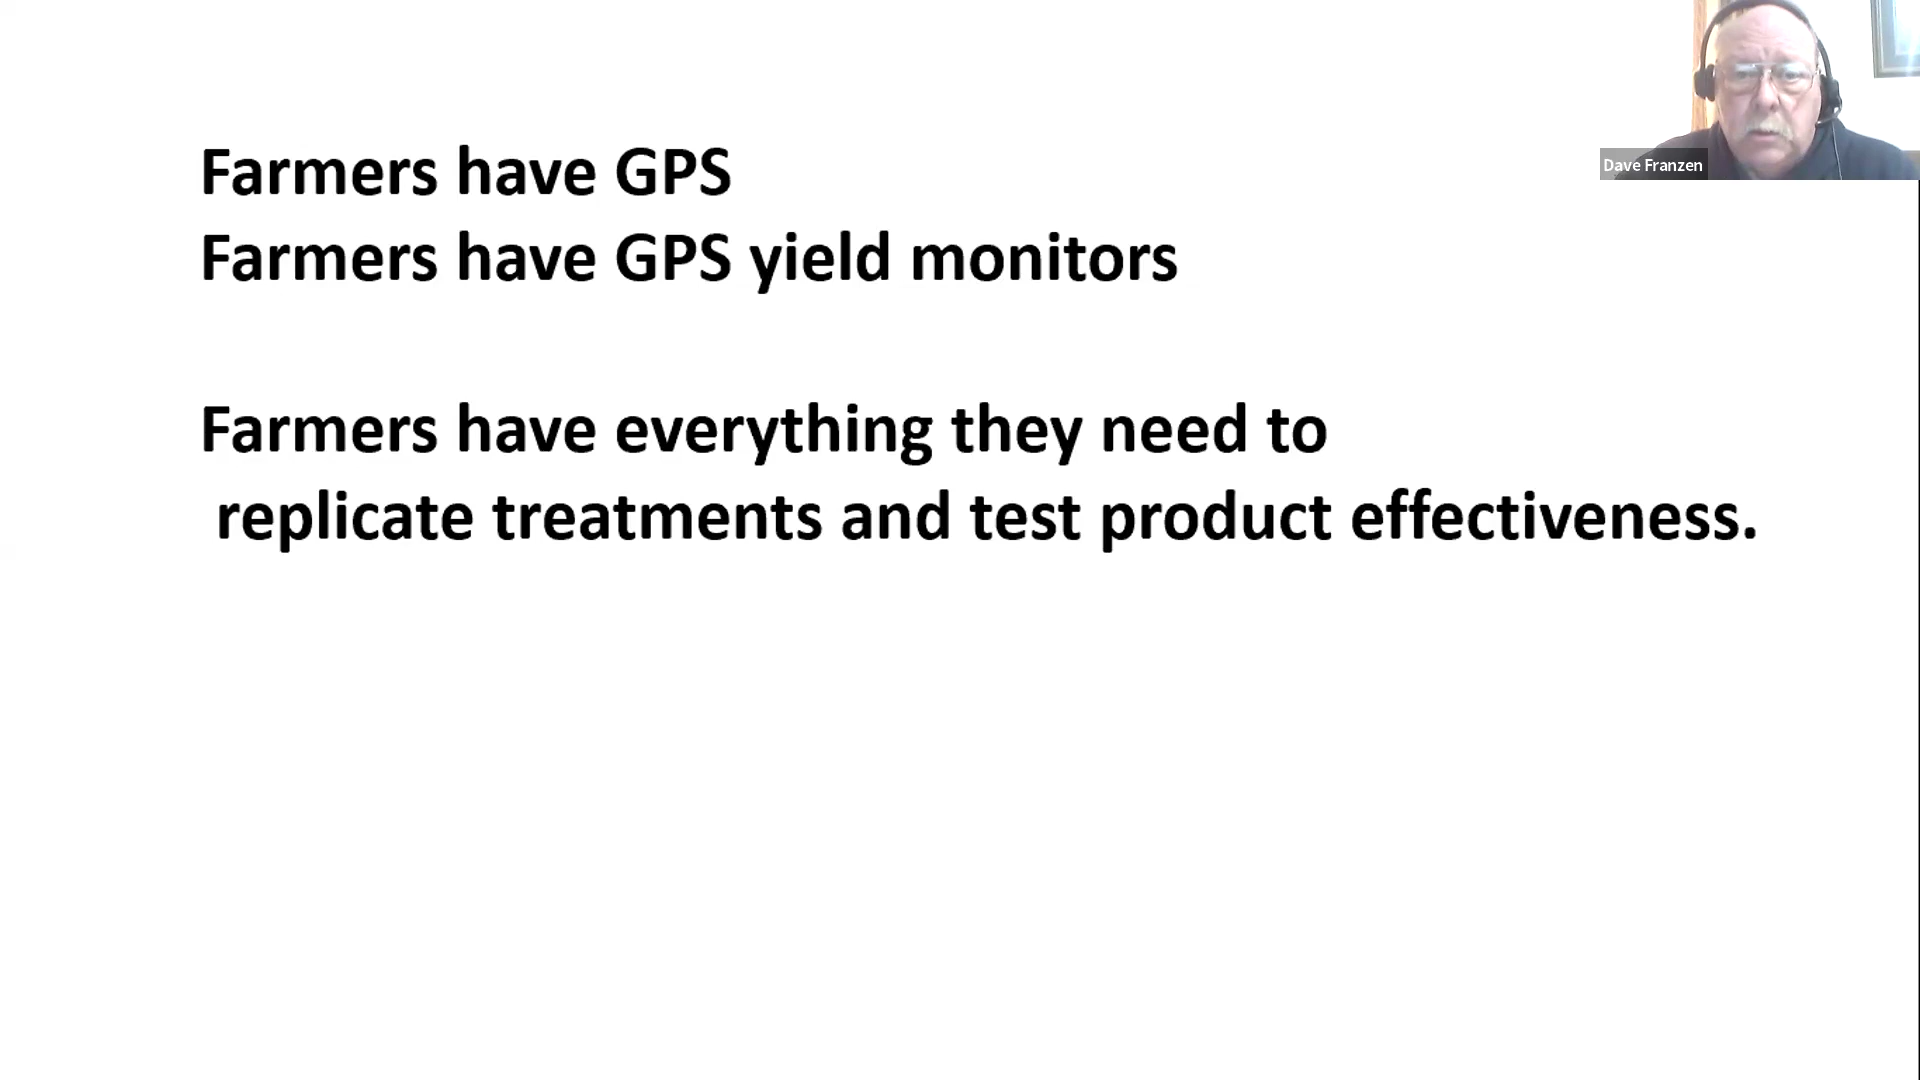 Farmers have GPS
Farmers have GPS yield monitors
Farmers have everything they need to
replicate treatments and test product effectiveness.
Dave Franzen